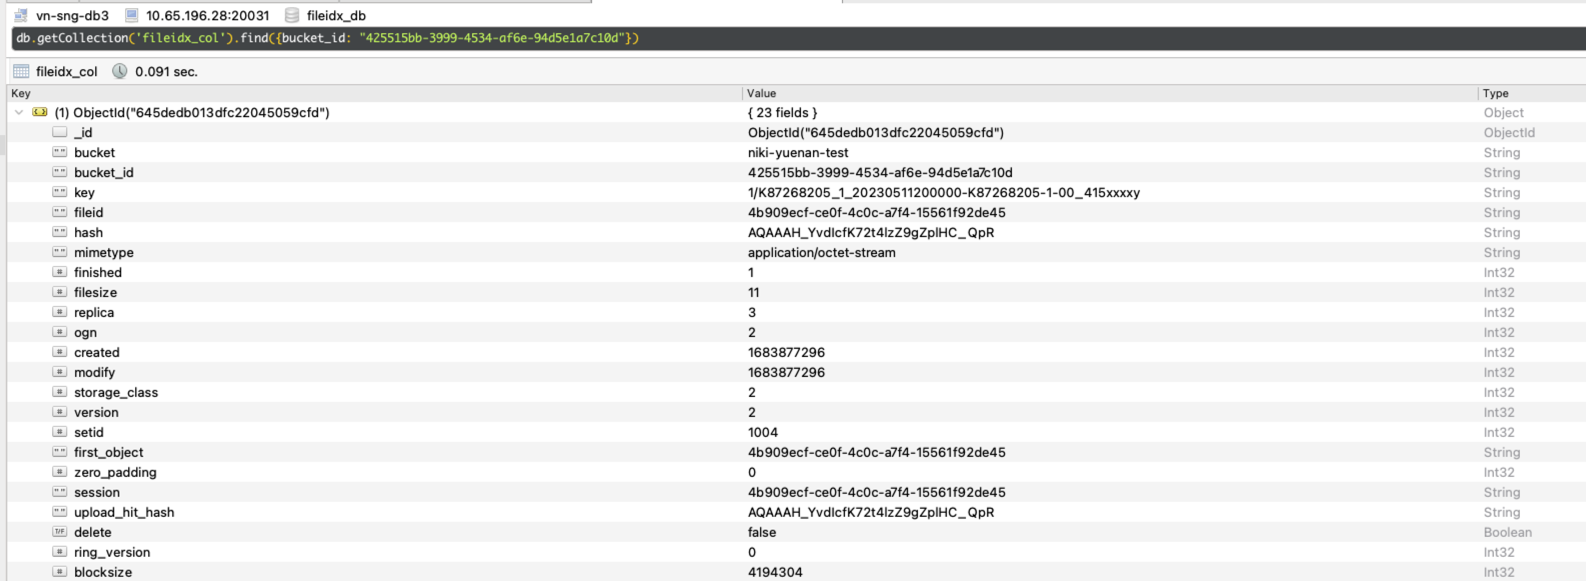 vn-sng-db3 10.65.196.28:20031 fileidx_db
db.getCollection('fileidx_col').find({bucket_id: "425515bb-3999-4534-af6e-94d5e1a7c10d"})
fileidx_col 0.091 sec.
Key Value Type
(1) ObjectId("645dedb013dfc22045059cfd") { 23 fields } Object
_id ObjectId("645dedb013dfc22045059cfd") ObjectId
bucket niki-yuenan-test String
bucket_id 425515bb-3999-4534-af6e-94d5e1a7c10d String
key 1/K87268205_1_20230511200000-K87268205-1-00_415xxxxy String
fileid 4b909ecf-ce0f-4c0c-a7f4-15561f92de45 String
hash AQAAAH_YvdIcfK72t4lzZ9gZpIHC_QpR String
mimetype application/octet-stream String
finished 1 Int32
filesize 11 Int32
replica 3 Int32
ogn 2 Int32
created 1683877296 Int32
modify 1683877296 Int32
storage_class 2 Int32
version 2 Int32
setid 1004 Int32
first_object 4b909ecf-ce0f-4c0c-a7f4-15561f92de45 String
zero_padding 0 Int32
session 4b909ecf-ce0f-4c0c-a7f4-15561f92de45 String
upload_hit_hash AQAAAH_YvdIcfK72t4lzZ9gZpIHC_QpR String
T/F delete false Boolean
ring_version 0 Int32
blocksize 4194304 Int32